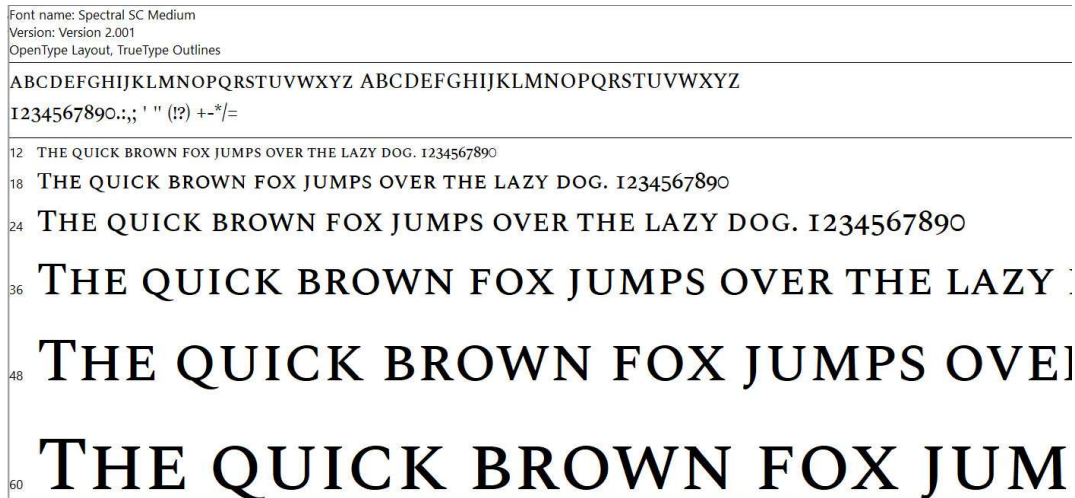 Font name: Spectral SC Medium
Version: Version 2.001
OpenType Layout, TrueType Outlines
ABCDEFGHIJKLMNOPQRSTUVWXYZ ABCDEFGHIJKLMNOPQRSTUVWXYZ
1234567890.:,; ' " (!?) +-*/=
12 THE QUICK BROWN FOX JUMPS OVER THE LAZY DOG. 1234567890
18 THE QUICK BROWN FOX JUMPS OVER THE LAZY DOG. 1234567890
24 THE QUICK BROWN FOX JUMPS OVER THE LAZY DOG. 1234567890
36 THE QUICK BROWN FOX JUMPS OVER THE LAZY
48 THE QUICK BROWN FOX JUMPS OVER
60 THE QUICK BROWN FOX JUM